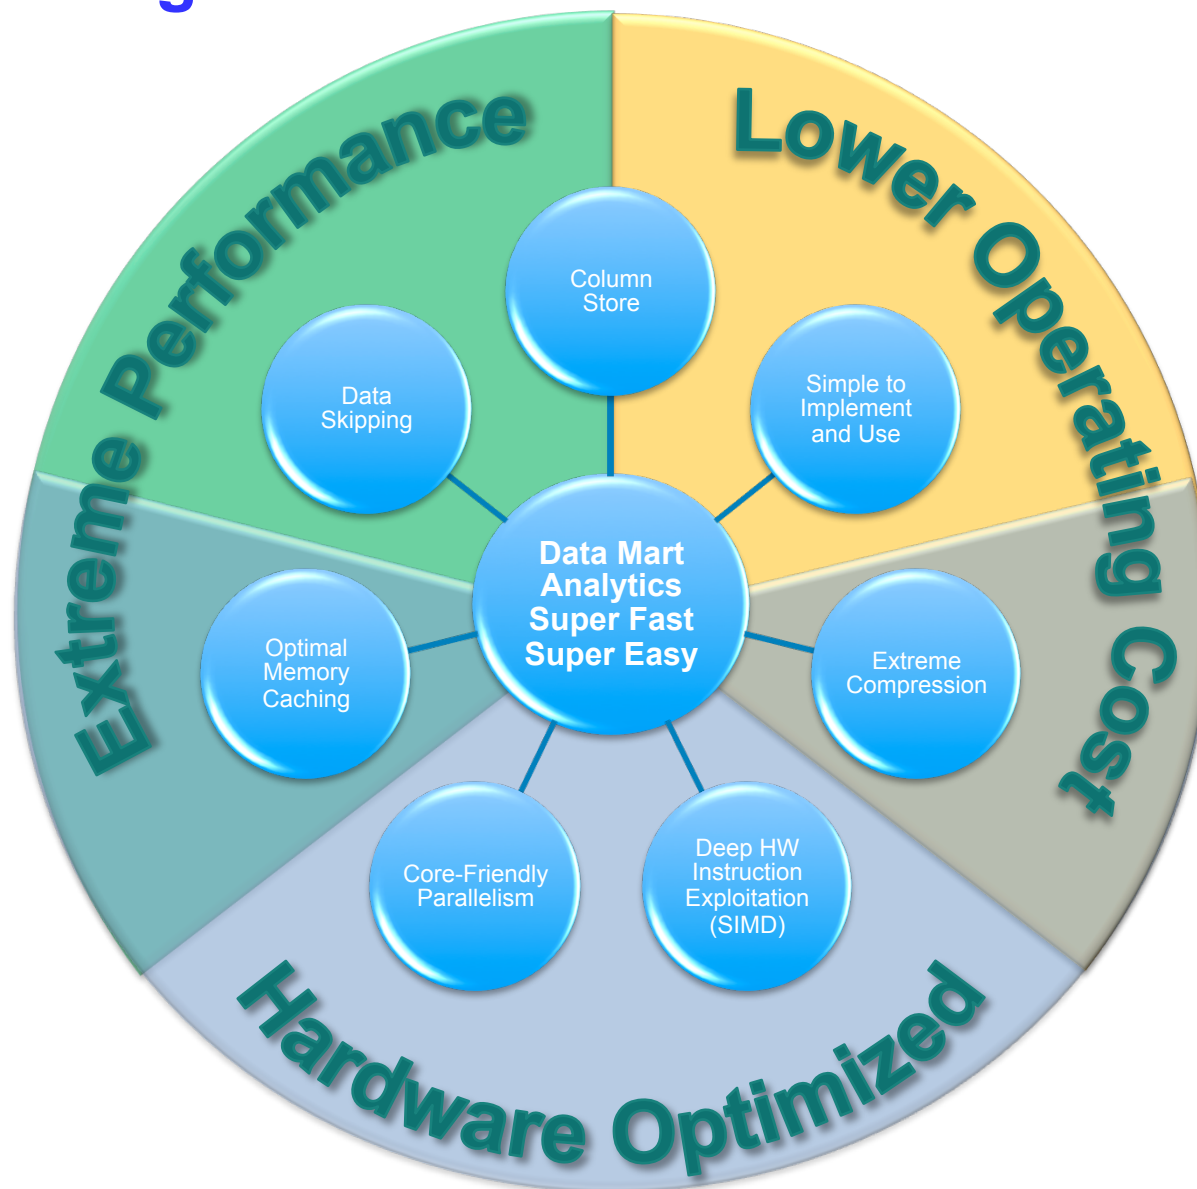 g
Extreme Performance
Lower Operating Cost
Column
Store
Data
Skipping
Simple to
Implement
and Use
Data Mart
Analytics
Super Fast
Super Easy
Optimal
Memory
Caching
Extreme
Compression
Core-Friendly
Parallelism
Deep HW
Instruction
Exploitation
(SIMD)
Hardware Optimized